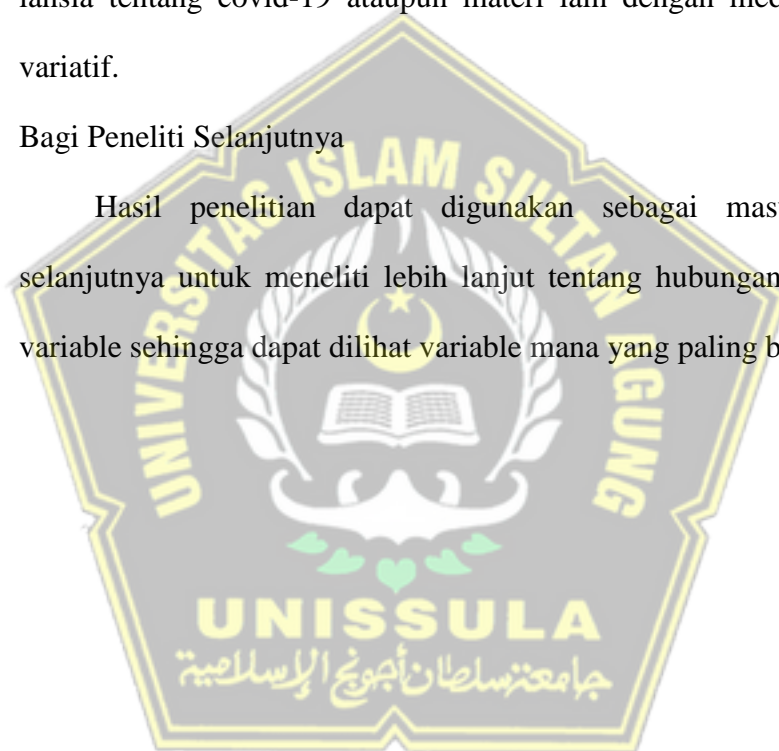 lansia tentang covid-19 ataupun materi lain dengan med
variatif.
Bagi Peneliti Selanjutnya
Hasil penelitian dapat digunakan sebagai mas
selanjutnya untuk meneliti lebih lanjut tentang hubungan
variable sehingga dapat dilihat variable mana yang paling b
UNIVERSITAS ISLAM SULTAN AGUNG
UNISSULA
جامعتنسلطان أجونج الإسلامية